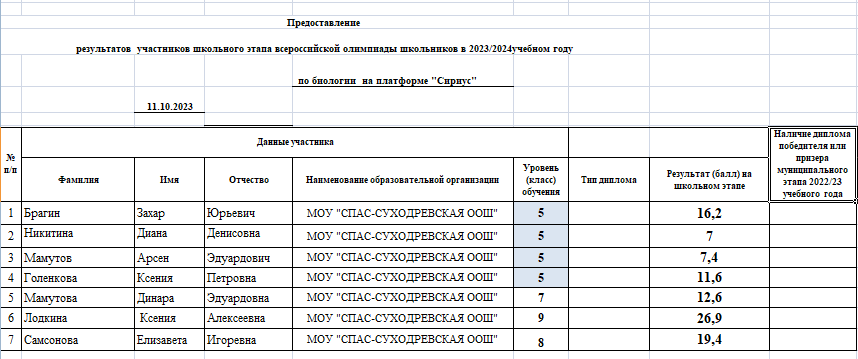 Предоставление
результатов участников школьного этапа всероссийской олимпиады школьников в 2023/2024учебном году
по биологии на платформе "Сириус"
11.10.2023
№ п/п
Данные участника
Наличие диплома победителя или призера муниципального этапа 2022/23 учебного года
Фамилия Имя Отчество Наименование образовательной организации Уровень (класс) обучения Тип диплома Результат (балл) на школьном этапе
1 Брагин Захар Юрьевич МОУ "СПАС-СУХОДРЕВСКАЯ ООШ" 5 16,2
2 Никитина Диана Денисовна МОУ "СПАС-СУХОДРЕВСКАЯ ООШ" 5 7
3 Мамутов Арсен Эдуардович МОУ "СПАС-СУХОДРЕВСКАЯ ООШ" 5 7,4
4 Голенкова Ксения Петровна МОУ "СПАС-СУХОДРЕВСКАЯ ООШ" 5 11,6
5 Мамутова Динара Эдуардовна МОУ "СПАС-СУХОДРЕВСКАЯ ООШ" 7 12,6
6 Лодкина Ксения Алексеевна МОУ "СПАС-СУХОДРЕВСКАЯ ООШ" 9 26,9
7 Самсонова Елизавета Игоревна МОУ "СПАС-СУХОДРЕВСКАЯ ООШ" 8 19,4